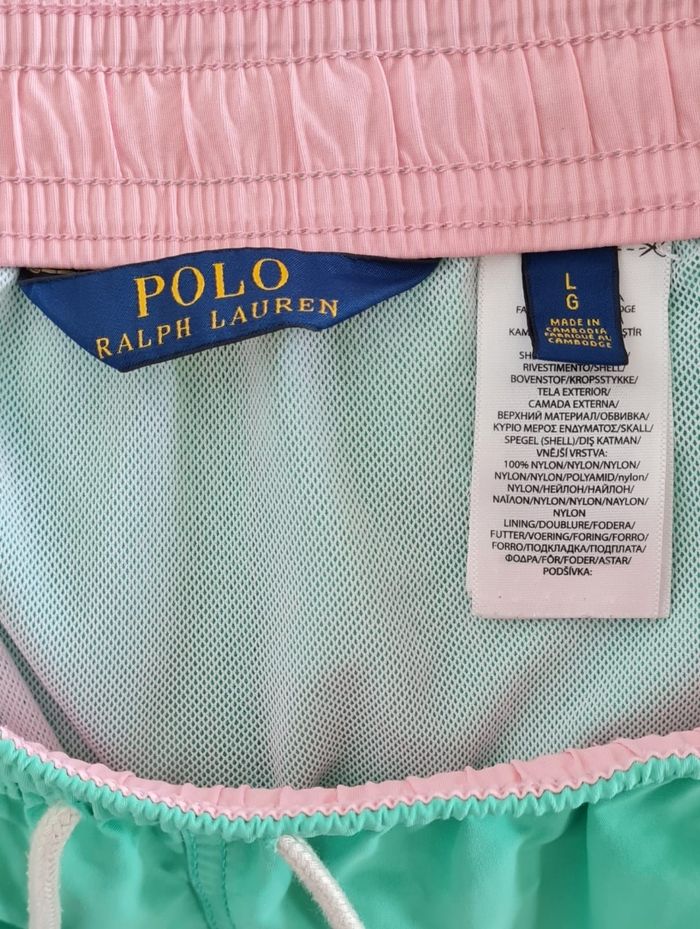 POLO
RALPH LAUREN
L
G
MADE IN
CAMBODIA
FABRIQUÉ AU
CAMBODGE
RIVESTIMENTO/SHELL/
BOVENSTOF/KROPSSTYKKE/
TELA EXTERIOR/
CAMADA EXTERNA/
ВЕРХНИЙ МАТЕРИАЛ/ОБВИВКА/
ΚΥΡΙΟ ΜΕΡΟΣ ΕΝΔΥΜΑΤΟΣ/SKALL/
SPEGEL (SHELL)/DIŞ KATMAN/
VNĚJŠÍ VRSTVA:
100% NYLON/NYLON/NYLON/
NYLON/NYLON/POLYAMID/nylon/
NYLON/НЕЙЛОН/НАЙЛОН/
ΝΑΪΛΟΝ/NYLON/NYLON/NAYLON/
NYLON
LINING/DOUBLURE/FODERA/
FUTTER/VOERING/FORING/FORRO/
FORRO/ПОДКЛАДКА/ПОДПЛАТА/
ΦΟΔΡΑ/FÔR/FODER/ASTAR/
PODŠÍVKA: